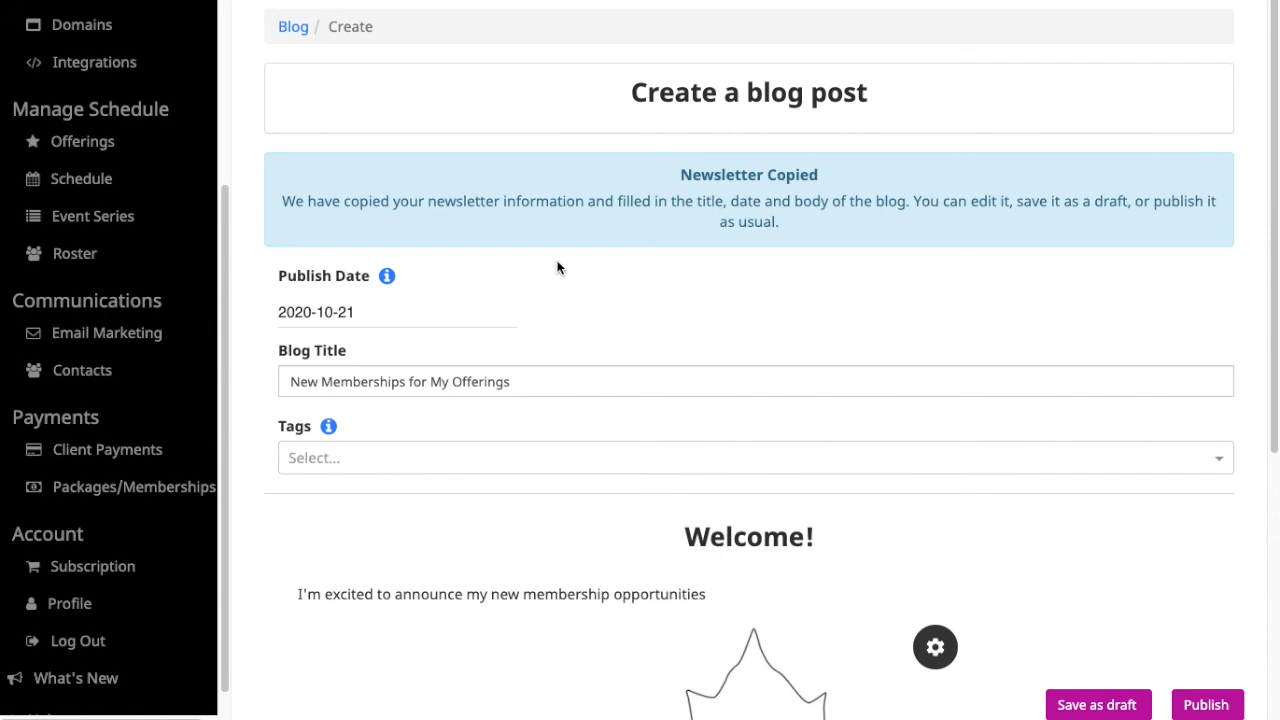 Domains
Integrations
Manage Schedule
Offerings
Schedule
Event Series
Roster
Communications
Email Marketing
Contacts
Payments
Client Payments
Packages/Memberships
Account
Subscription
Profile
Log Out
What's New
Blog / Create
Create a blog post
Newsletter Copied
We have copied your newsletter information and filled in the title, date and body of the blog. You can edit it, save it as a draft, or publish it
as usual.
Publish Date
2020-10-21
Blog Title
New Memberships for My Offerings
Tags
Select...
Welcome!
I'm excited to announce my new membership opportunities
Save as draft
Publish